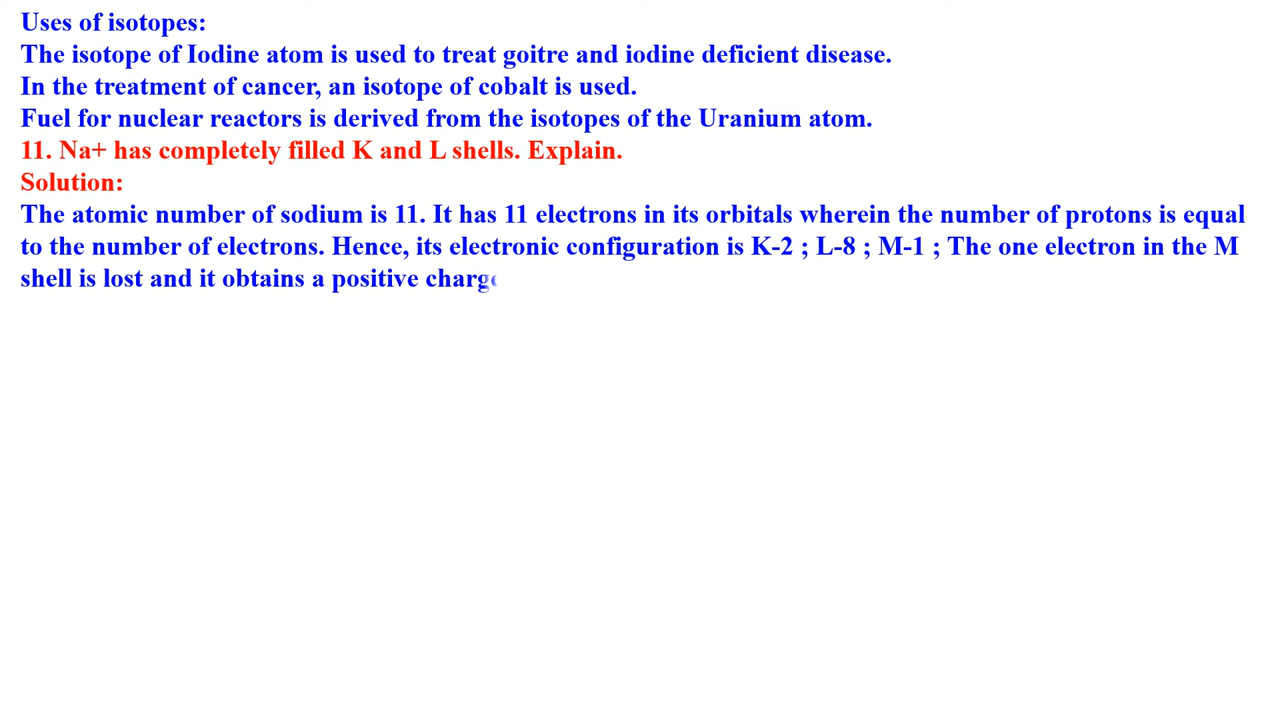 Uses of isotopes:
The isotope of Iodine atom is used to treat goitre and iodine deficient disease.
In the treatment of cancer, an isotope of cobalt is used.
Fuel for nuclear reactors is derived from the isotopes of the Uranium atom.
11. Na+ has completely filled K and L shells. Explain.
Solution:
The atomic number of sodium is 11. It has 11 electrons in its orbitals wherein the number of protons is equal
to the number of electrons. Hence, its electronic configuration is K-2 ; L-8 ; M-1 ; The one electron in the M
shell is lost and it obtains a positive charge